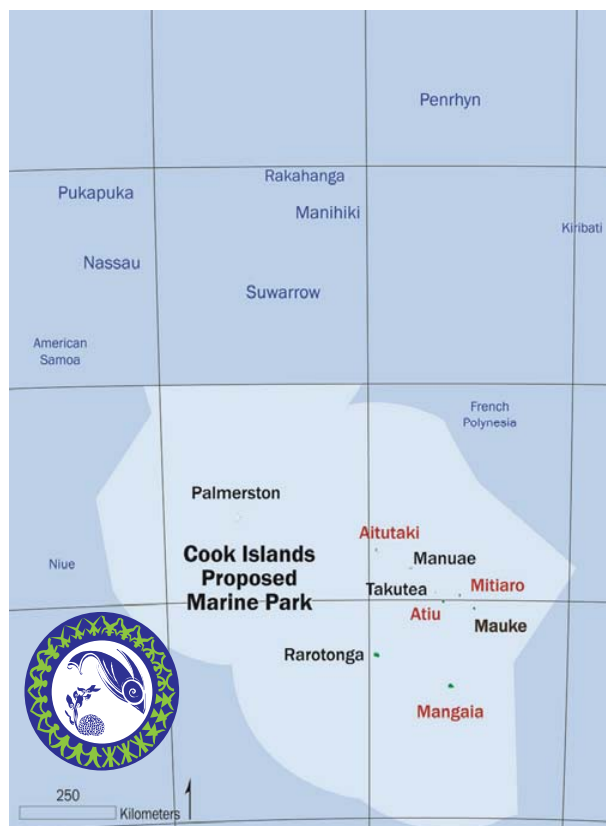 Penrhyn
Rakahanga
Pukapuka
Manihiki
Kiribati
Nassau
Suwarrow
American
Samoa
French
Polynesia
Palmerston
Aitutaki
Cook Islands
Proposed
Marine Park
Manuae
Niue
Takutea
Mitiaro
Atiu
Mauke
Rarotonga
Mangaia
250
Kilometers